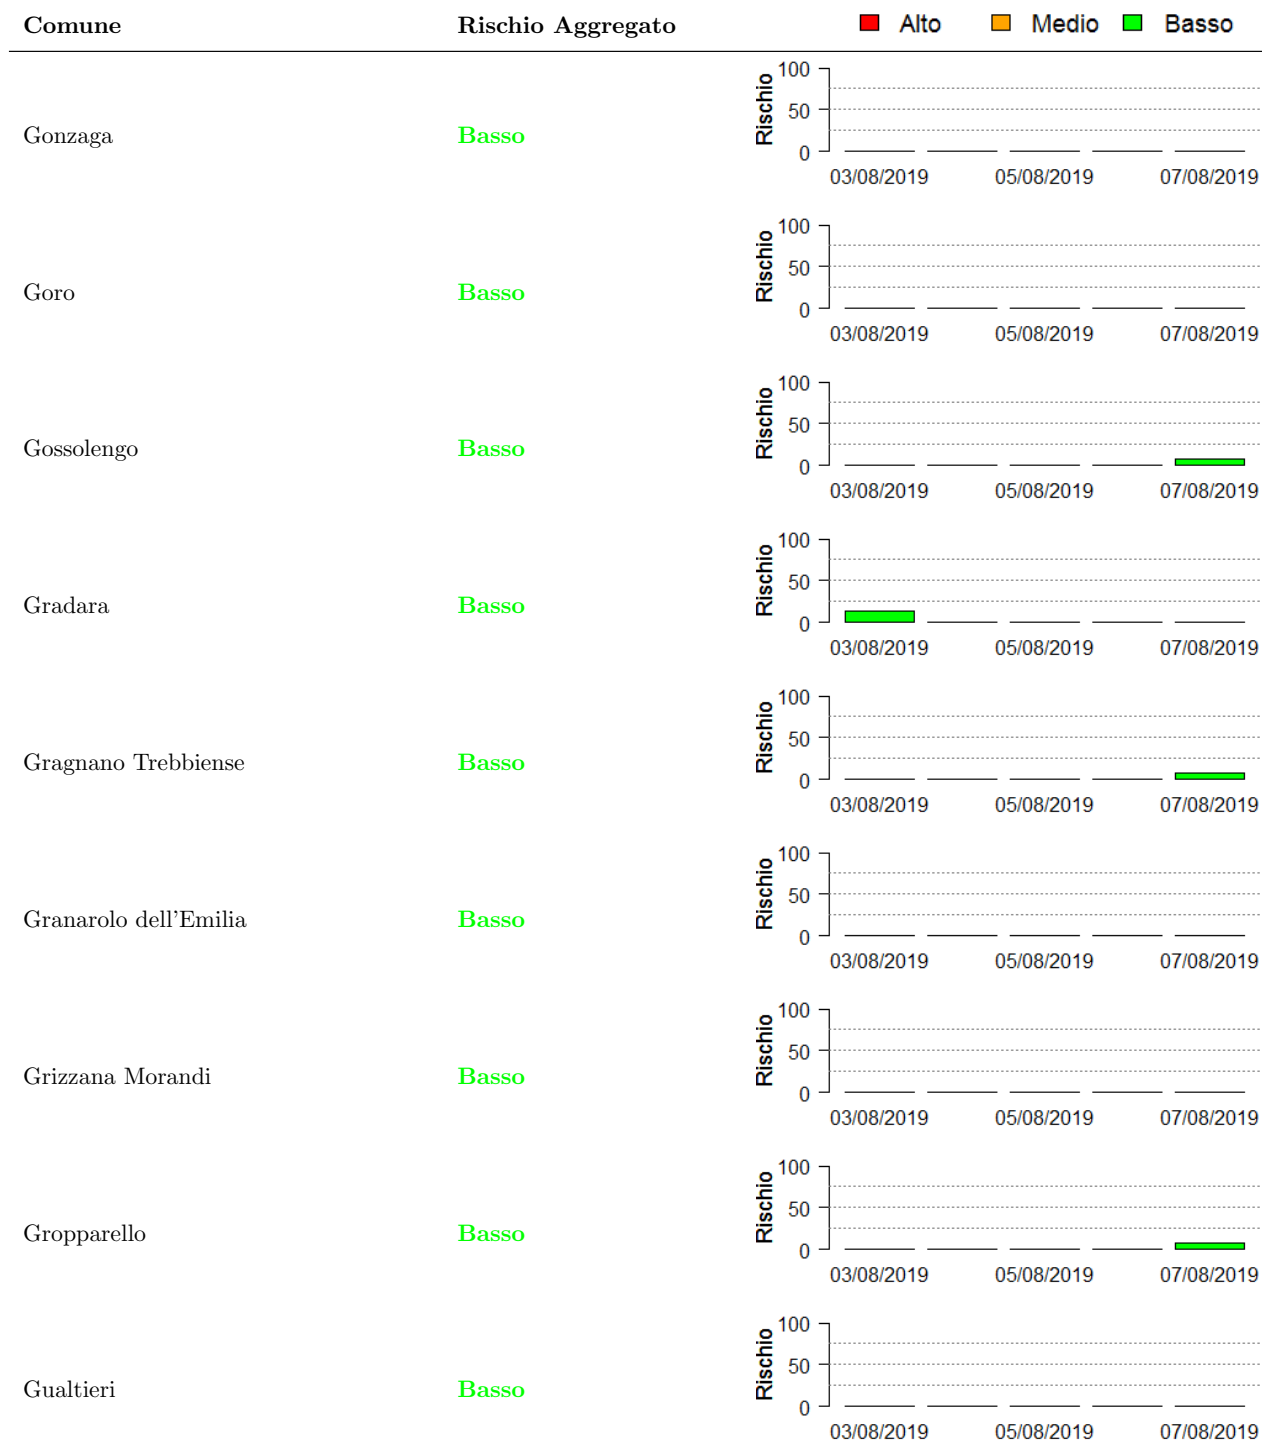 Comune Rischio Aggregato Alto Medio Basso
100
50
0
Rischio
Gonzaga Basso
03/08/2019 05/08/2019 07/08/2019
100
50
0
Rischio
Goro Basso
03/08/2019 05/08/2019 07/08/2019
100
50
0
Rischio
Gossolengo Basso
03/08/2019 05/08/2019 07/08/2019
100
50
0
Rischio
Gradara Basso
03/08/2019 05/08/2019 07/08/2019
100
50
0
Rischio
Gragnano Trebbiense Basso
03/08/2019 05/08/2019 07/08/2019
100
50
0
Rischio
Granarolo dell'Emilia Basso
03/08/2019 05/08/2019 07/08/2019
100
50
0
Rischio
Grizzana Morandi Basso
03/08/2019 05/08/2019 07/08/2019
100
50
0
Rischio
Gropparello Basso
03/08/2019 05/08/2019 07/08/2019
100
50
0
Rischio
Gualtieri Basso
03/08/2019 05/08/2019 07/08/2019